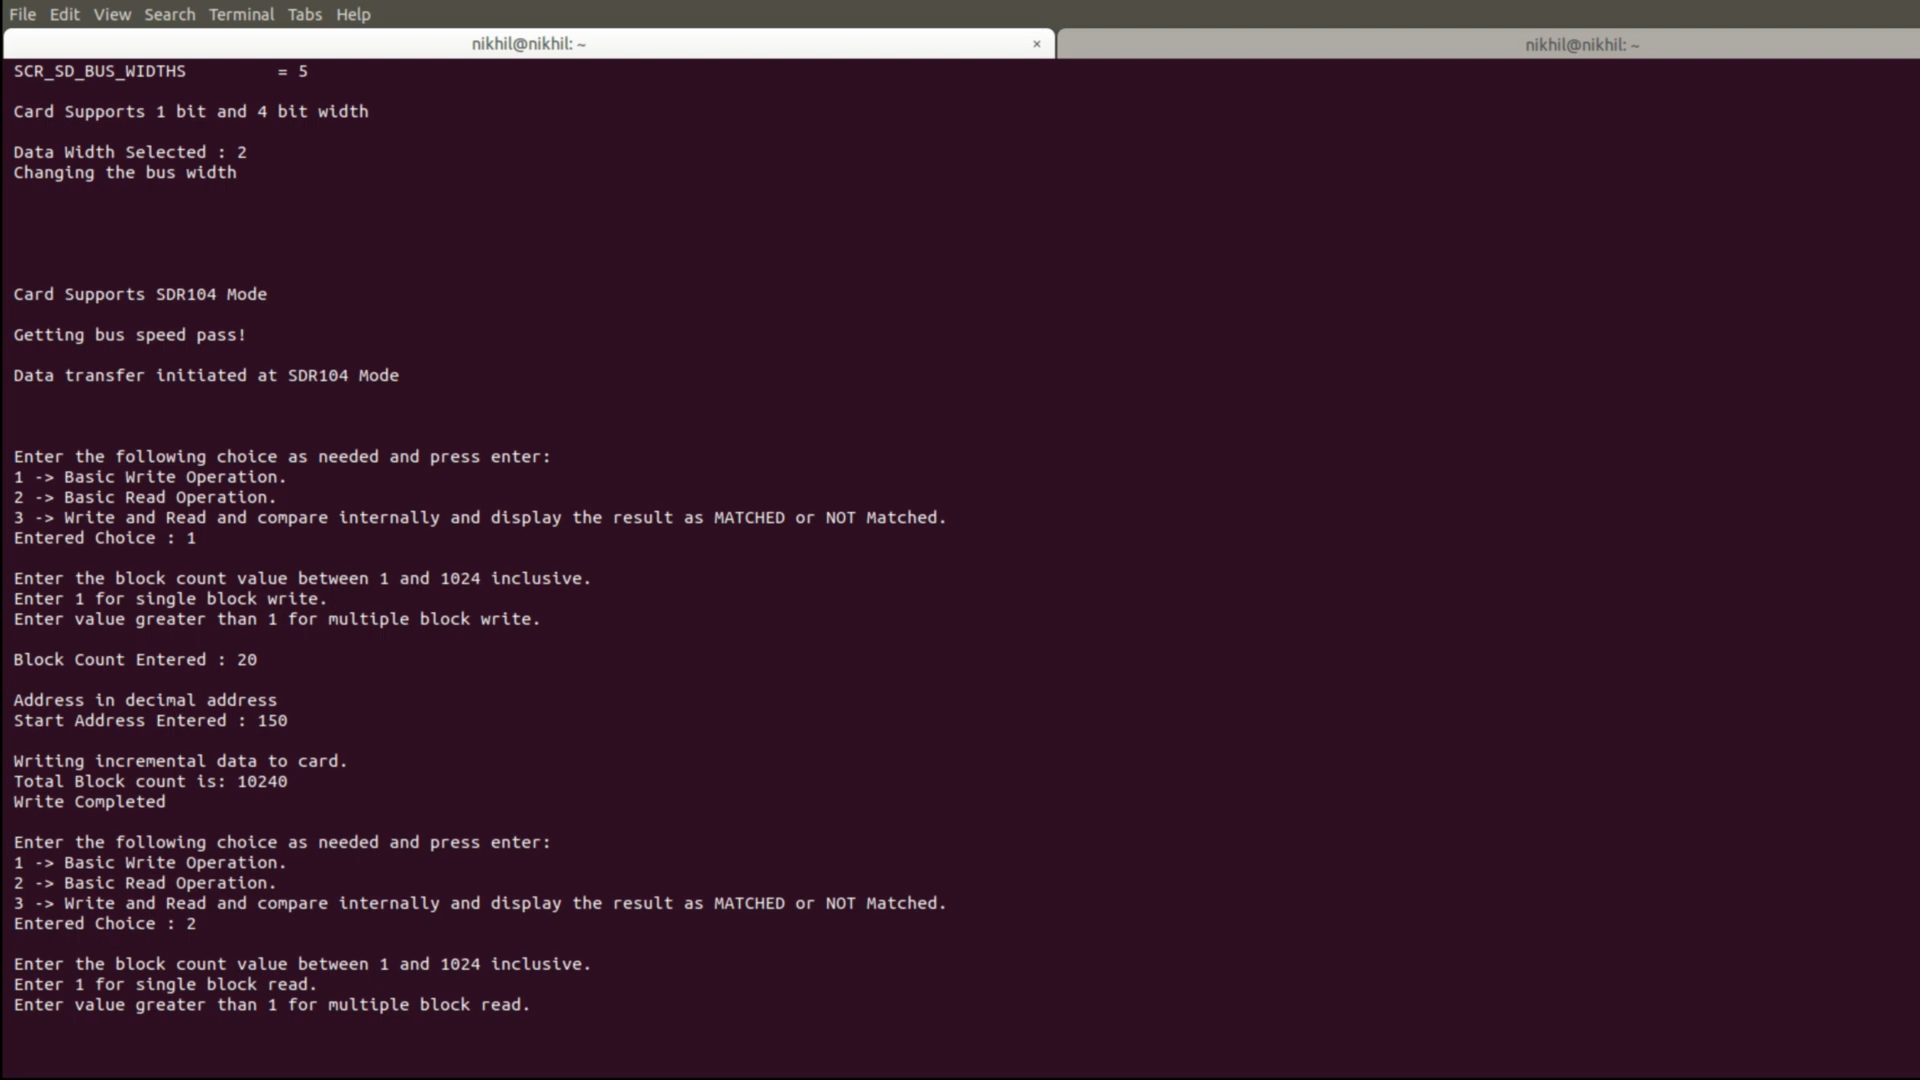 File Edit View Search Terminal Tabs Help
nikhil@nikhil: ~ × nikhil@nikhil: ~
SCR_SD_BUS_WIDTHS = 5
Card Supports 1 bit and 4 bit width
Data Width Selected : 2
Changing the bus width
Card Supports SDR104 Mode
Getting bus speed pass!
Data transfer initiated at SDR104 Mode
Enter the following choice as needed and press enter:
1 -> Basic Write Operation.
2 -> Basic Read Operation.
3 -> Write and Read and compare internally and display the result as MATCHED or NOT Matched.
Entered Choice : 1
Enter the block count value between 1 and 1024 inclusive.
Enter 1 for single block write.
Enter value greater than 1 for multiple block write.
Block Count Entered : 20
Address in decimal address
Start Address Entered : 150
Writing incremental data to card.
Total Block count is: 10240
Write Completed
Enter the following choice as needed and press enter:
1 -> Basic Write Operation.
2 -> Basic Read Operation.
3 -> Write and Read and compare internally and display the result as MATCHED or NOT Matched.
Entered Choice : 2
Enter the block count value between 1 and 1024 inclusive.
Enter 1 for single block read.
Enter value greater than 1 for multiple block read.